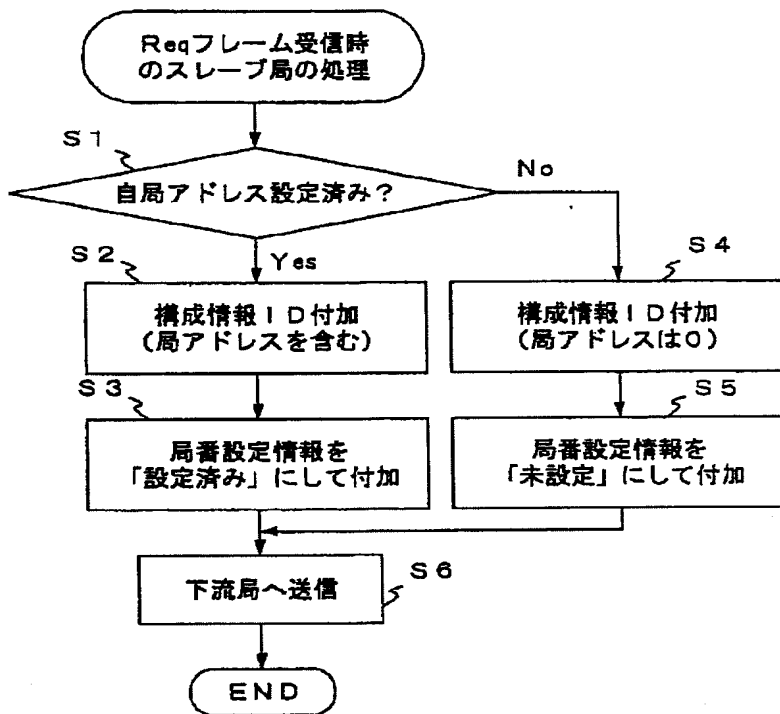 Reqフレーム受信時
のスレーブ局の処理
S1
自局アドレス設定済み?
No
Yes
S2
構成情報ID付加
(局アドレスを含む)
S4
構成情報ID付加
(局アドレスは0)
S3
局番設定情報を
「設定済み」にして付加
S5
局番設定情報を
「未設定」にして付加
下流局へ送信
S6
END